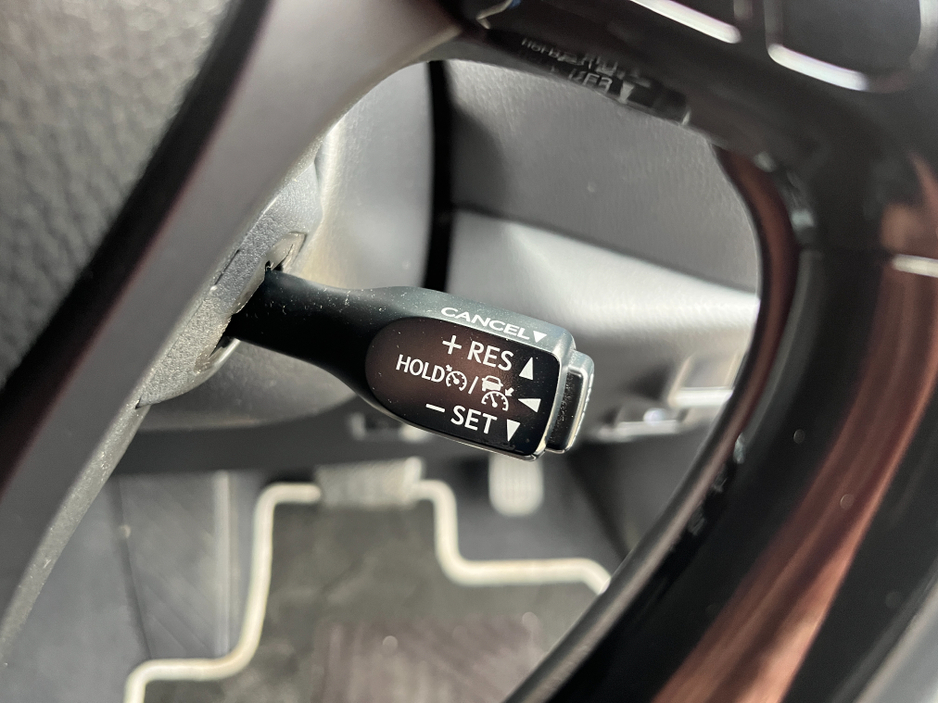 CANCEL▼
+ RES ▲
HOLD / ◀
− SET ▼